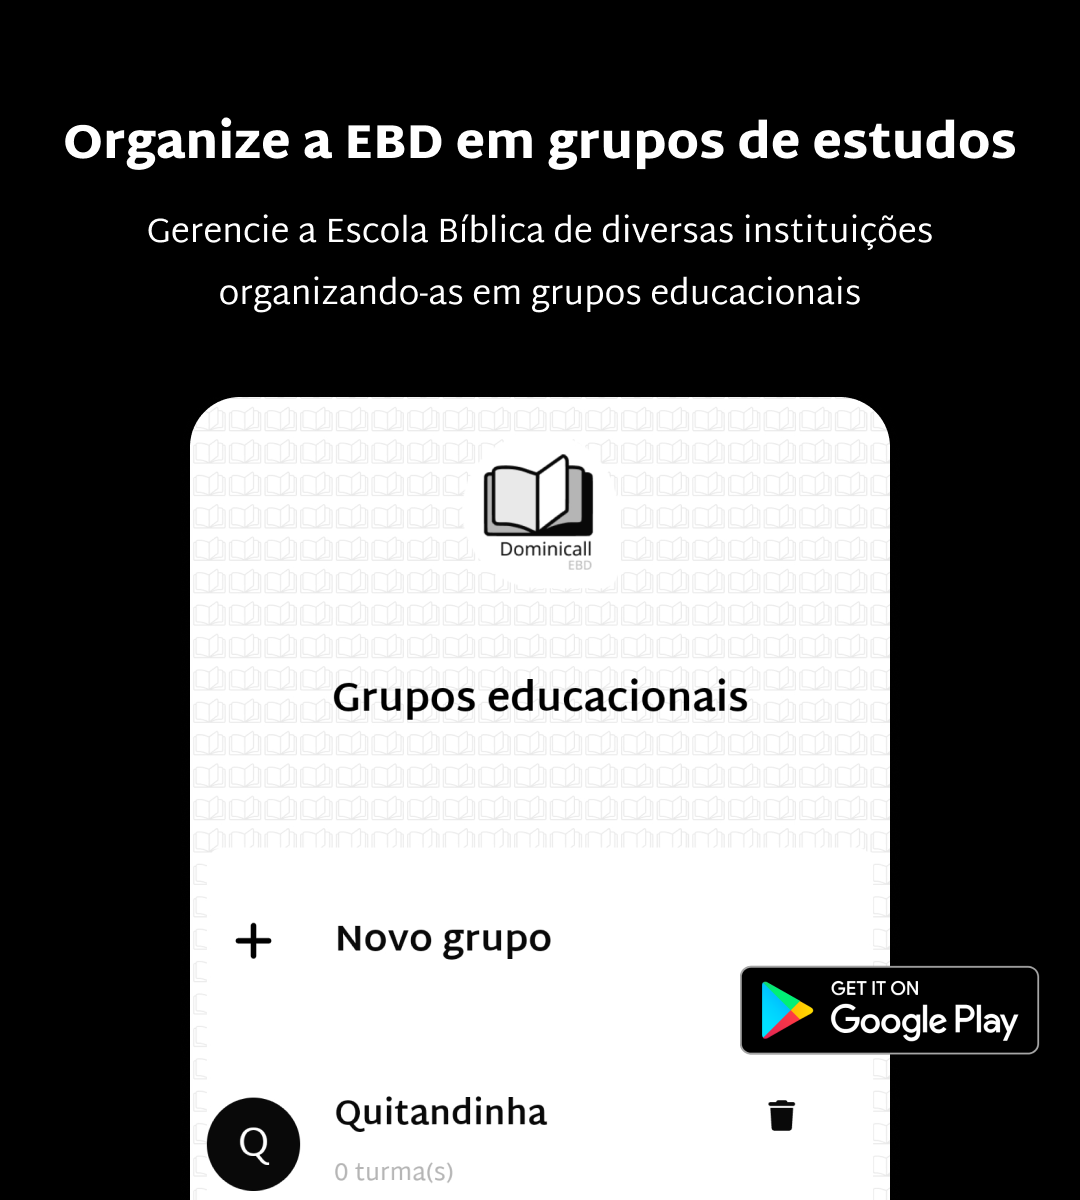 Organize a EBD em grupos de estudos
Gerencie a Escola Bíblica de diversas instituições
organizando-as em grupos educacionais
Dominicall
EBD
Grupos educacionais
Novo grupo
GET IT ON
Google Play
Quitandinha
Q
0 turma(s)